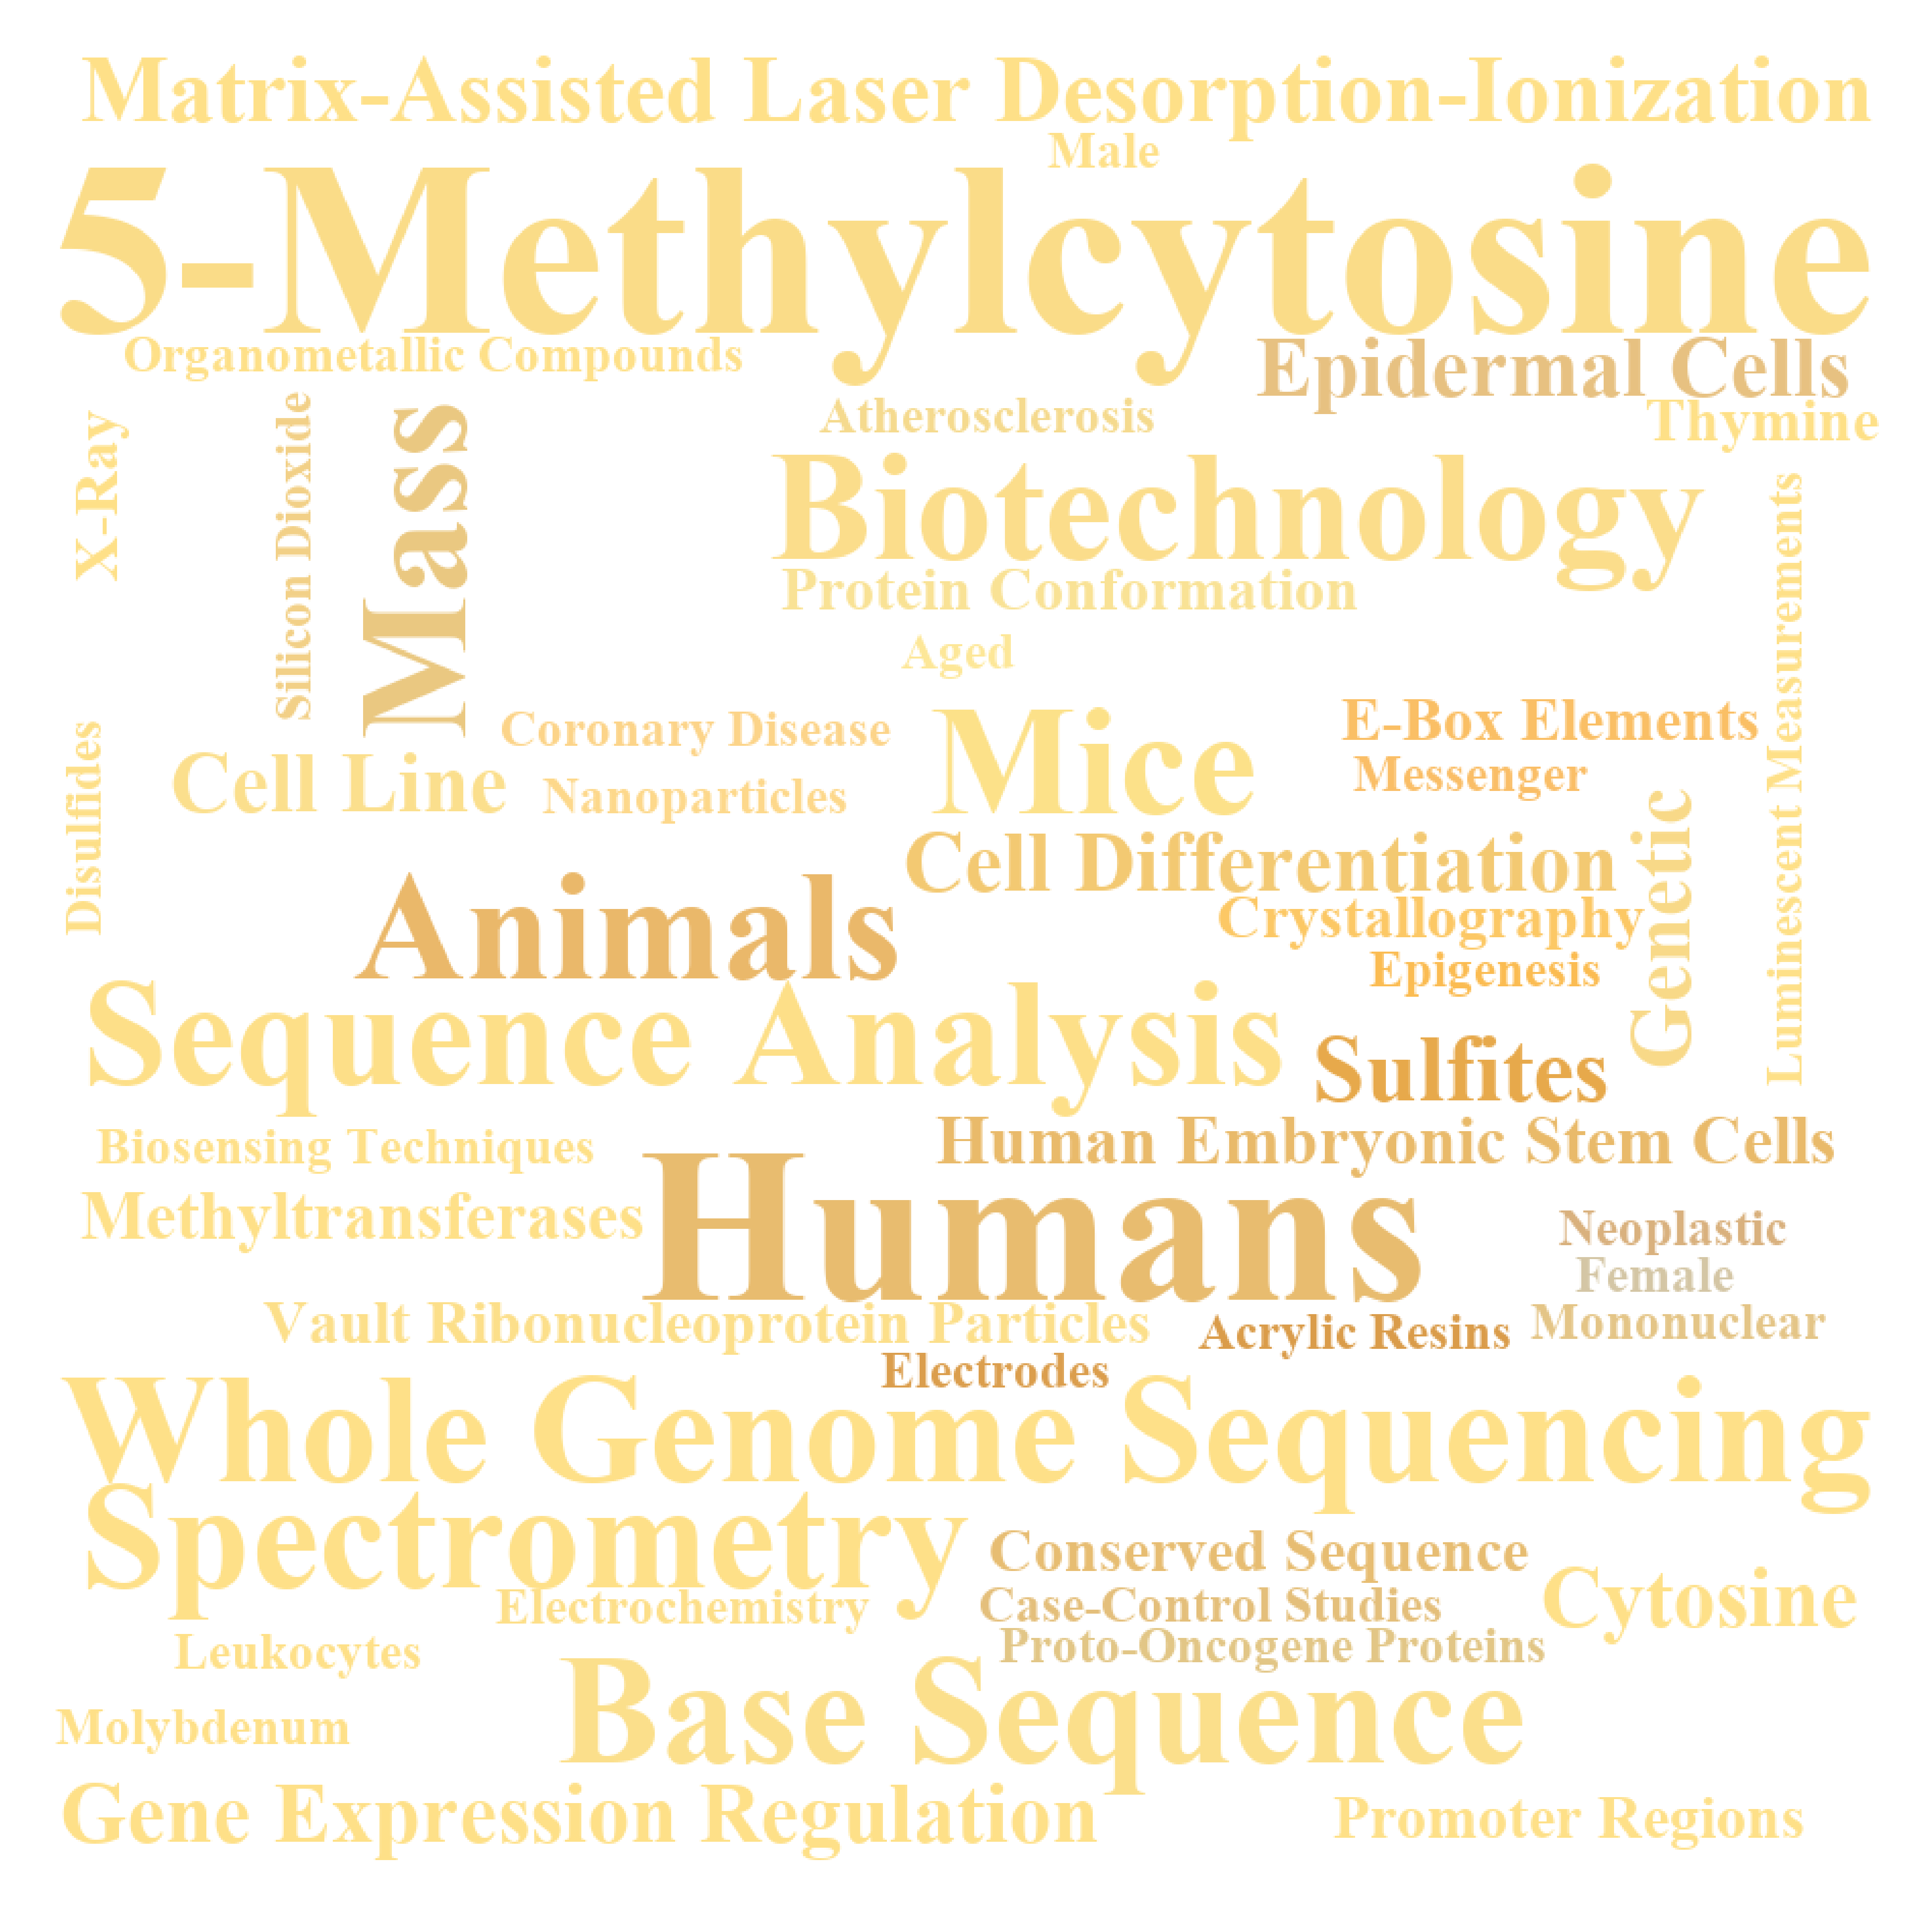 Matrix-Assisted Laser Desorption-Ionization
Male
5-Methylcytosine
Organometallic Compounds
Epidermal Cells
Atherosclerosis
Thymine
X-Ray
Silicon Dioxide
Mass
Biotechnology
Protein Conformation
Aged
Luminescent Measurements
Coronary Disease
Mice
E-Box Elements
Messenger
Disulfides
Cell Line
Nanoparticles
Cell Differentiation
Genetic
Animals
Crystallography
Epigenesis
Sequence Analysis
Sulfites
Biosensing Techniques
Human Embryonic Stem Cells
Methyltransferases
Humans
Neoplastic
Female
Mononuclear
Vault Ribonucleoprotein Particles
Acrylic Resins
Electrodes
Whole Genome Sequencing
Spectrometry
Conserved Sequence
Cytosine
Electrochemistry
Case-Control Studies
Proto-Oncogene Proteins
Leukocytes
Base Sequence
Molybdenum
Gene Expression Regulation
Promoter Regions